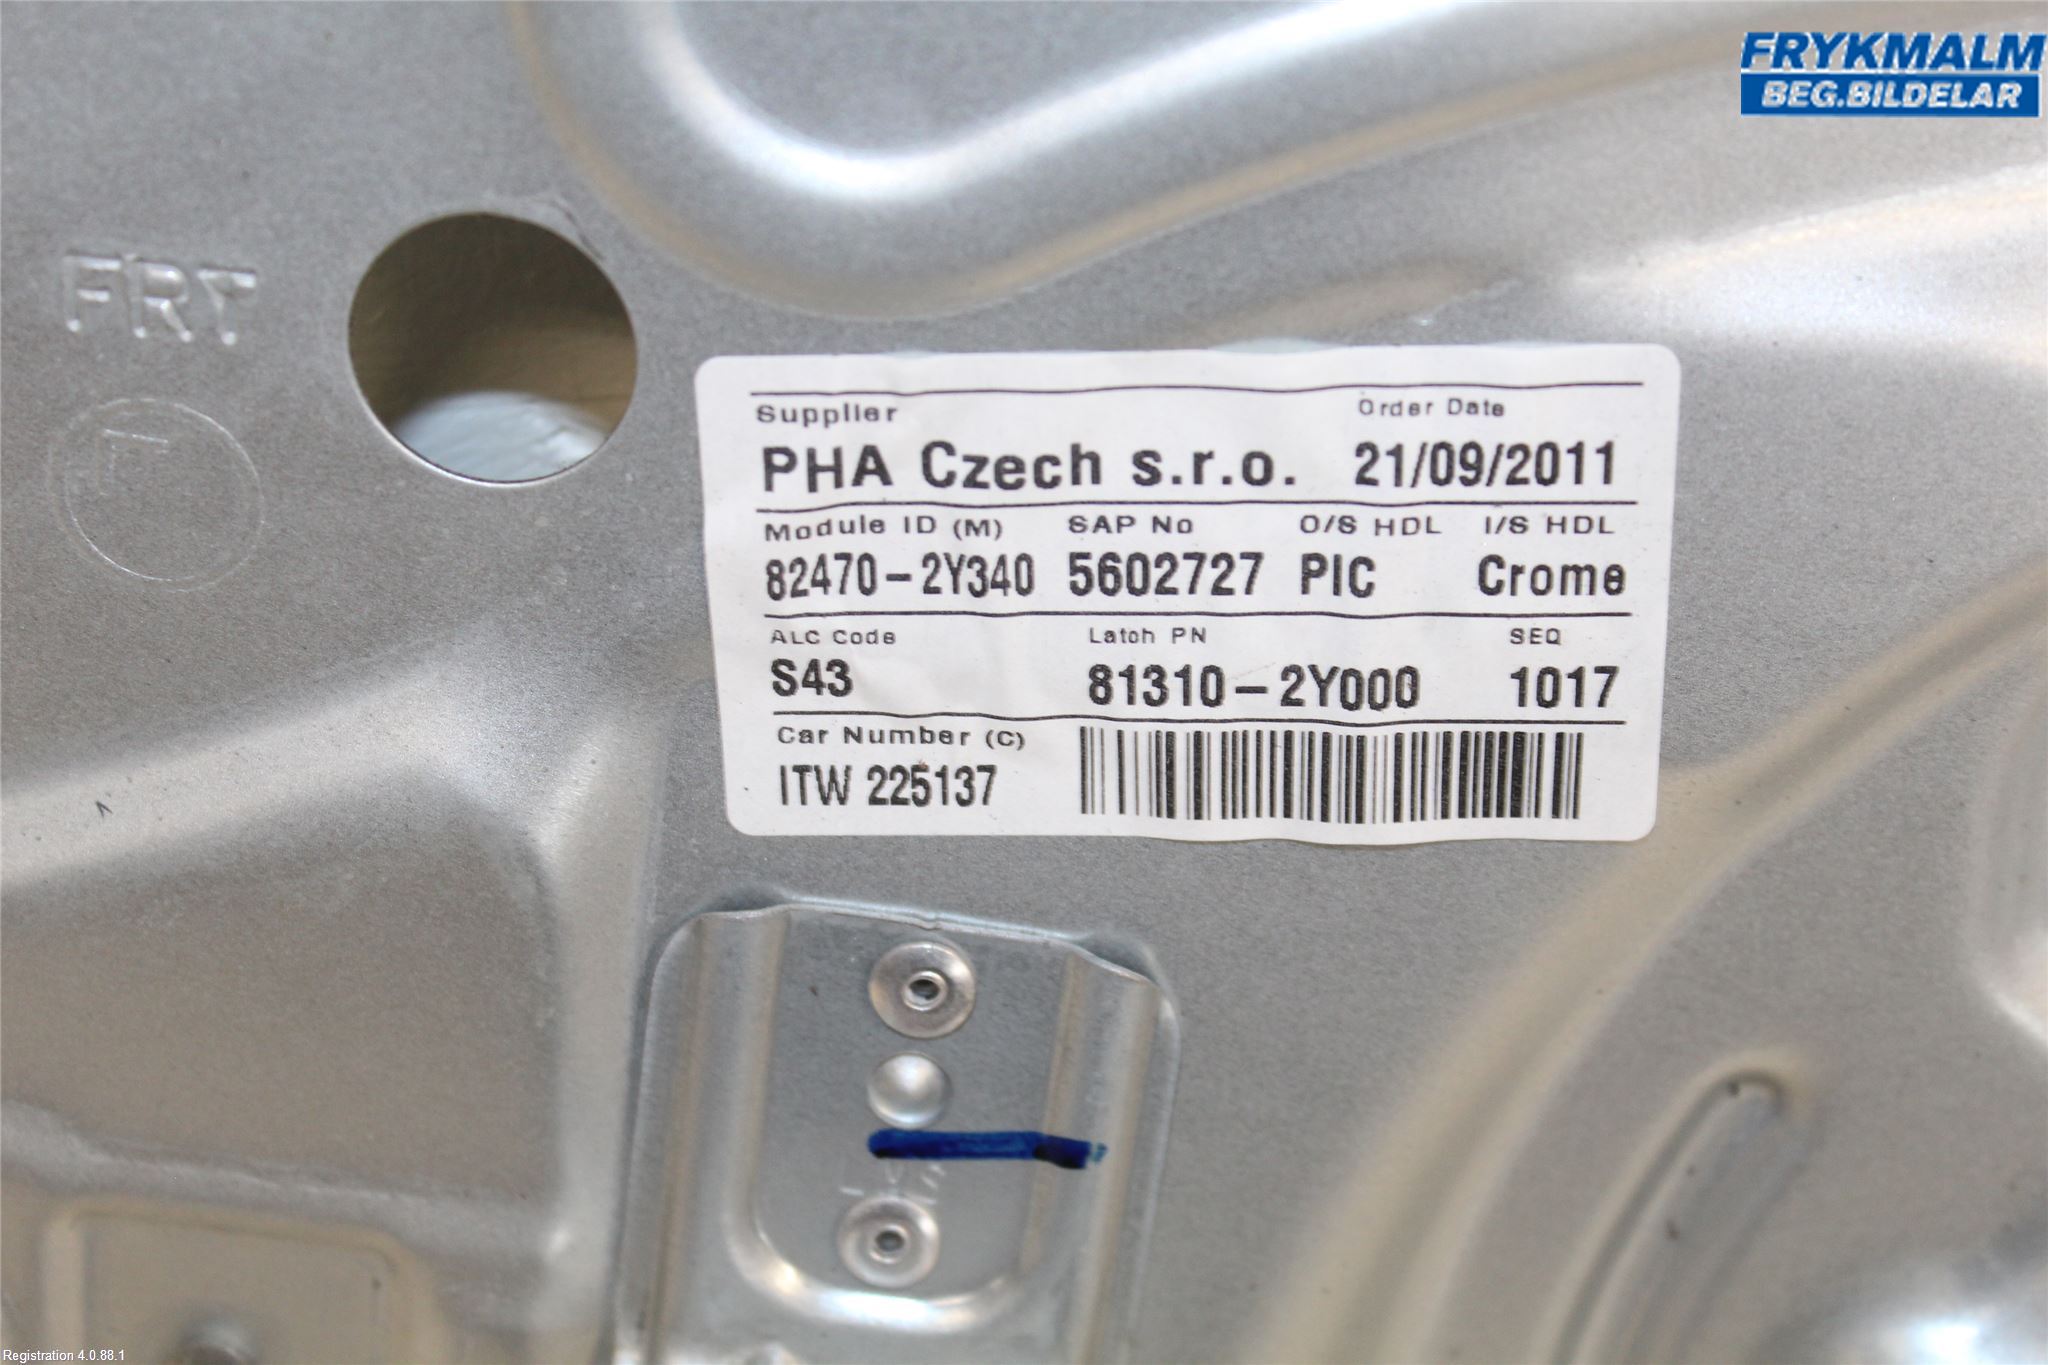 FRYKMALM
BEG.BILDELAR
FRT
L
Supplier Order Date
PHA Czech s.r.o. 21/09/2011
Module ID (M) SAP No O/S HDL I/S HDL
82470-2Y340 5602727 PIC Crome
ALC Code Latch PN SEQ
S43 81310-2Y000 1017
Car Number (C)
ITW 225137
Registration 4.0.88.1